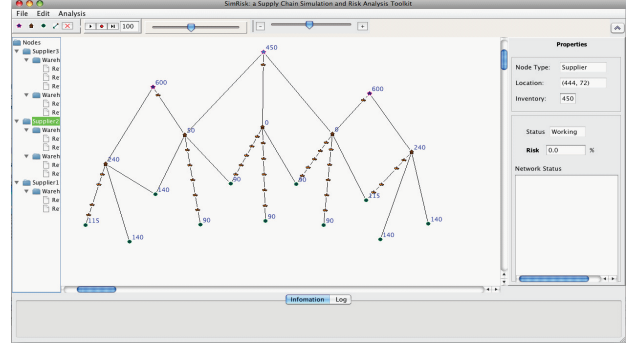 SimRisk: a Supply Chain Simulation and Risk Analysis Toolkit
File Edit Analysis
100
Nodes
Supplier3
Wareh
Re
Re
Wareh
Re
Re
Supplier2
Wareh
Re
Re
Wareh
Re
Re
Supplier1
Wareh
Re
Re
450
600
600
50
0
0
240
240
140
90
90
115
115
90
90
90
140
140
140
Properties
Node Type: Supplier
Location: (444, 72)
Inventory: 450
Status Working
Risk 0.0 %
Network Status
Infomation Log